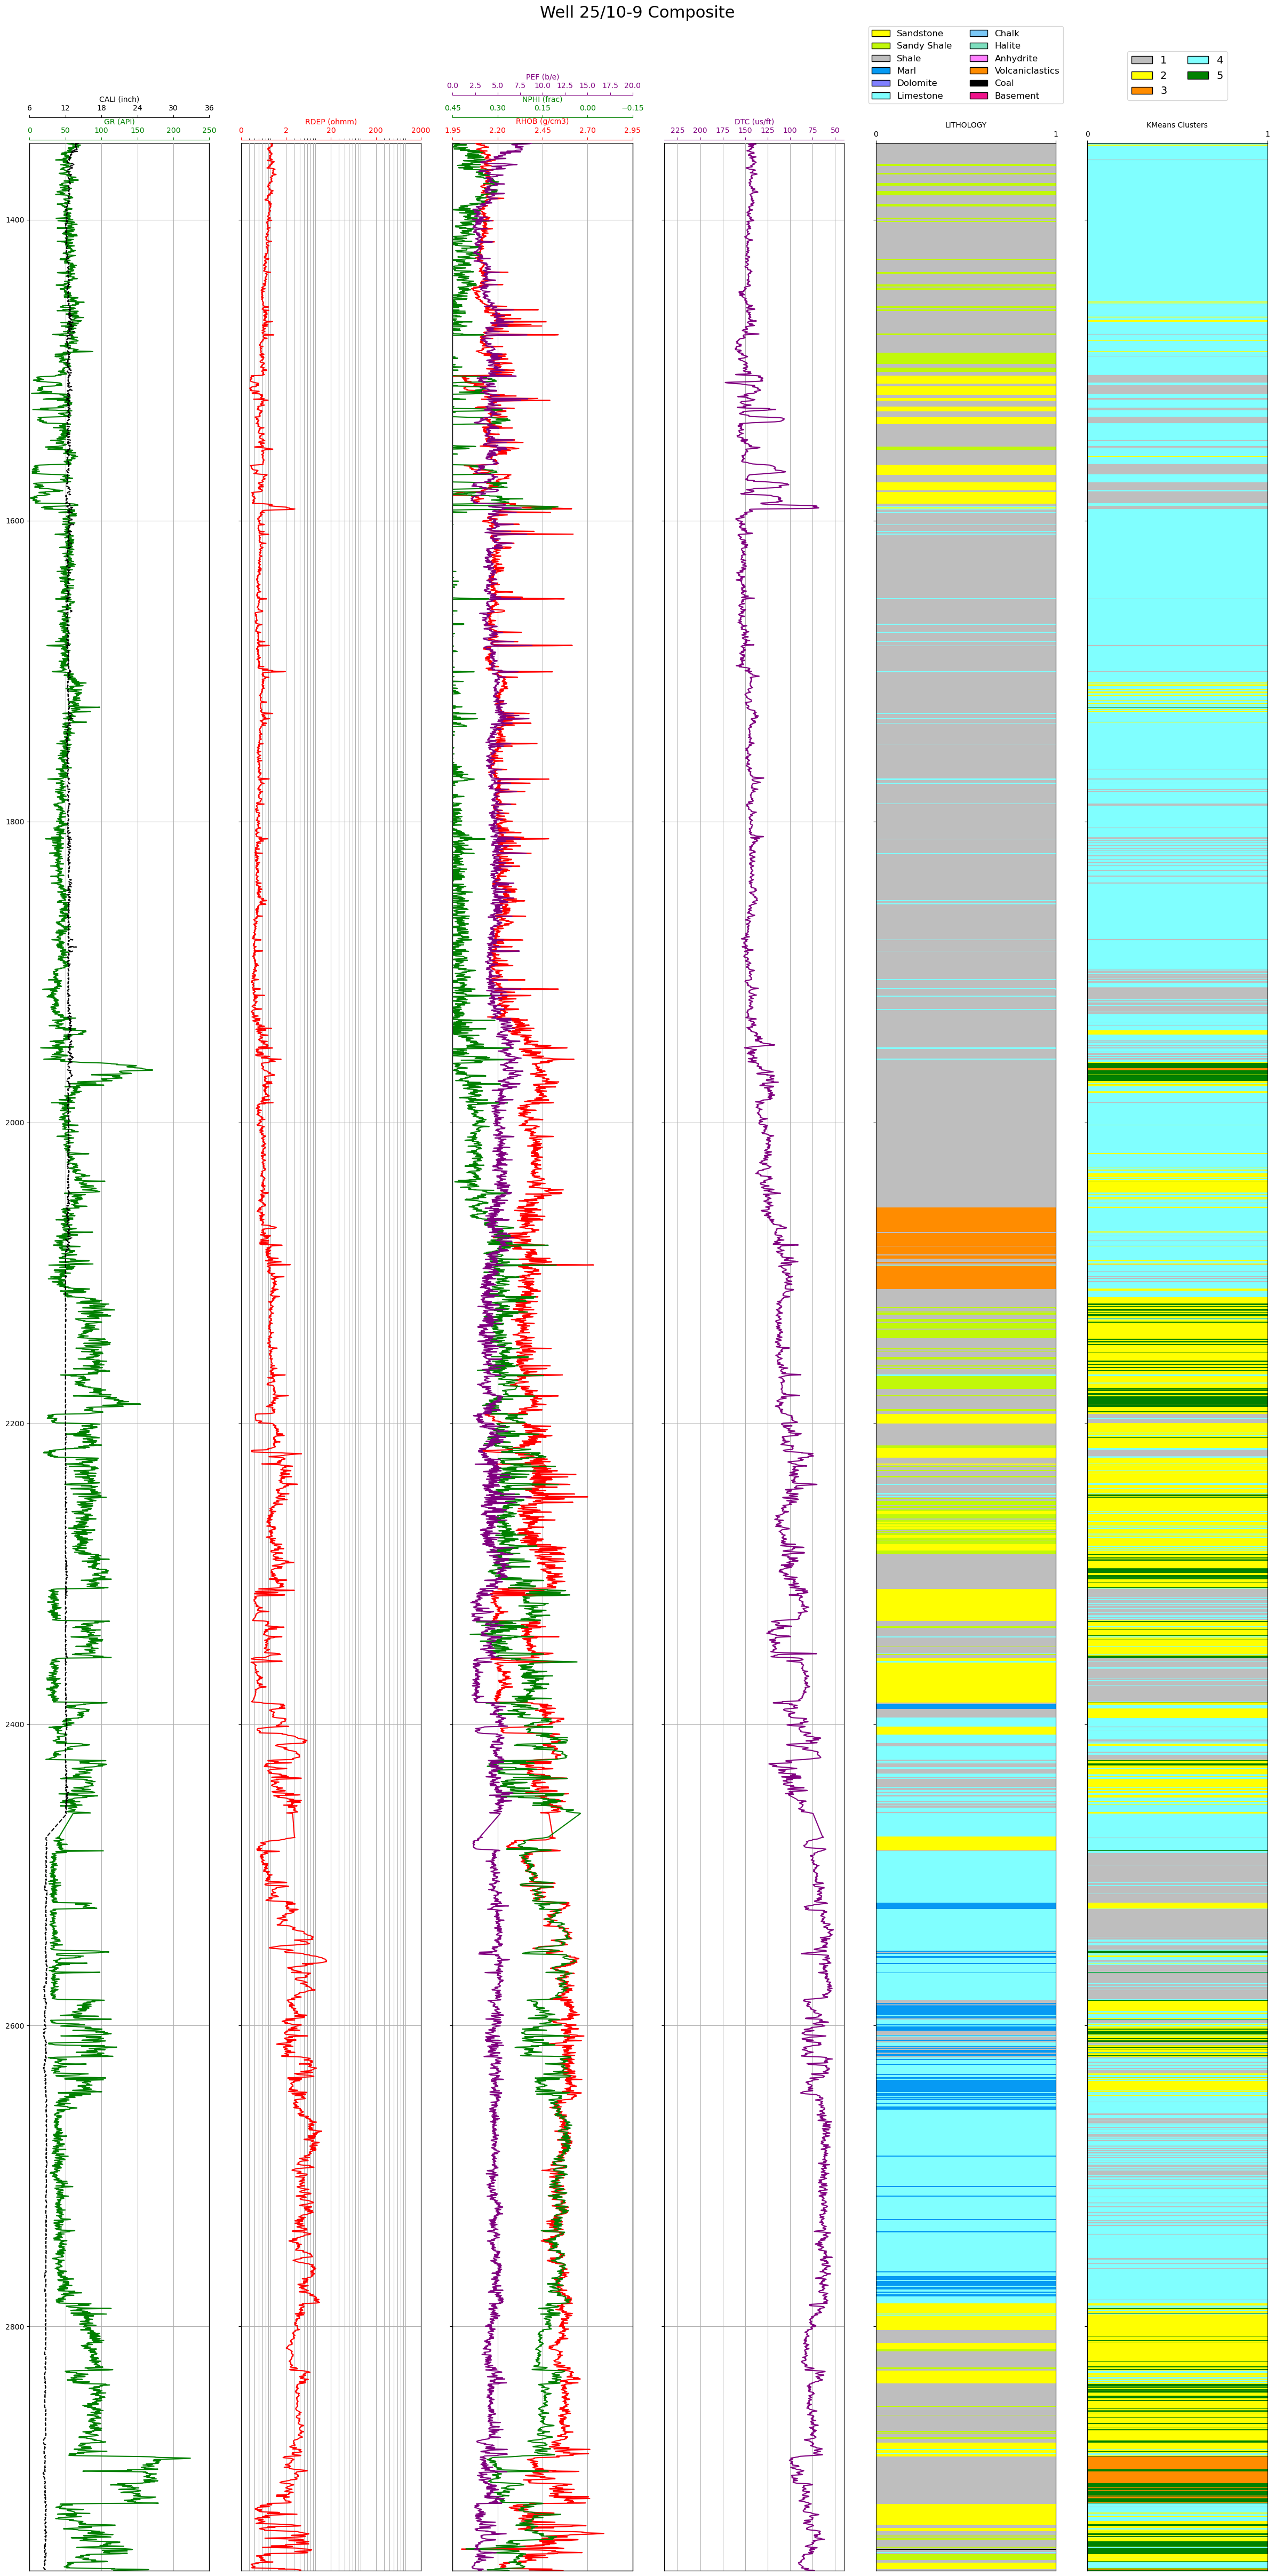 Well 25/10-9 Composite
Sandstone Chalk
Sandy Shale Halite
Shale Anhydrite
Marl Volcaniclastics
Dolomite Coal
Limestone Basement
1 4
2 5
3
PEF (b/e)
0.0 2.5 5.0 7.5 10.0 12.5 15.0 17.5 20.0
CALI (inch)
6 12 18 24 30 36
NPHI (frac)
0.45 0.30 0.15 0.00 −0.15
GR (API)
0 50 100 150 200 250
RDEP (ohmm)
0 2 20 200 2000
RHOB (g/cm3)
1.95 2.20 2.45 2.70 2.95
DTC (us/ft)
225 200 175 150 125 100 75 50
LITHOLOGY
0 1
KMeans Clusters
0 1
1400
1600
1800
2000
2200
2400
2600
2800